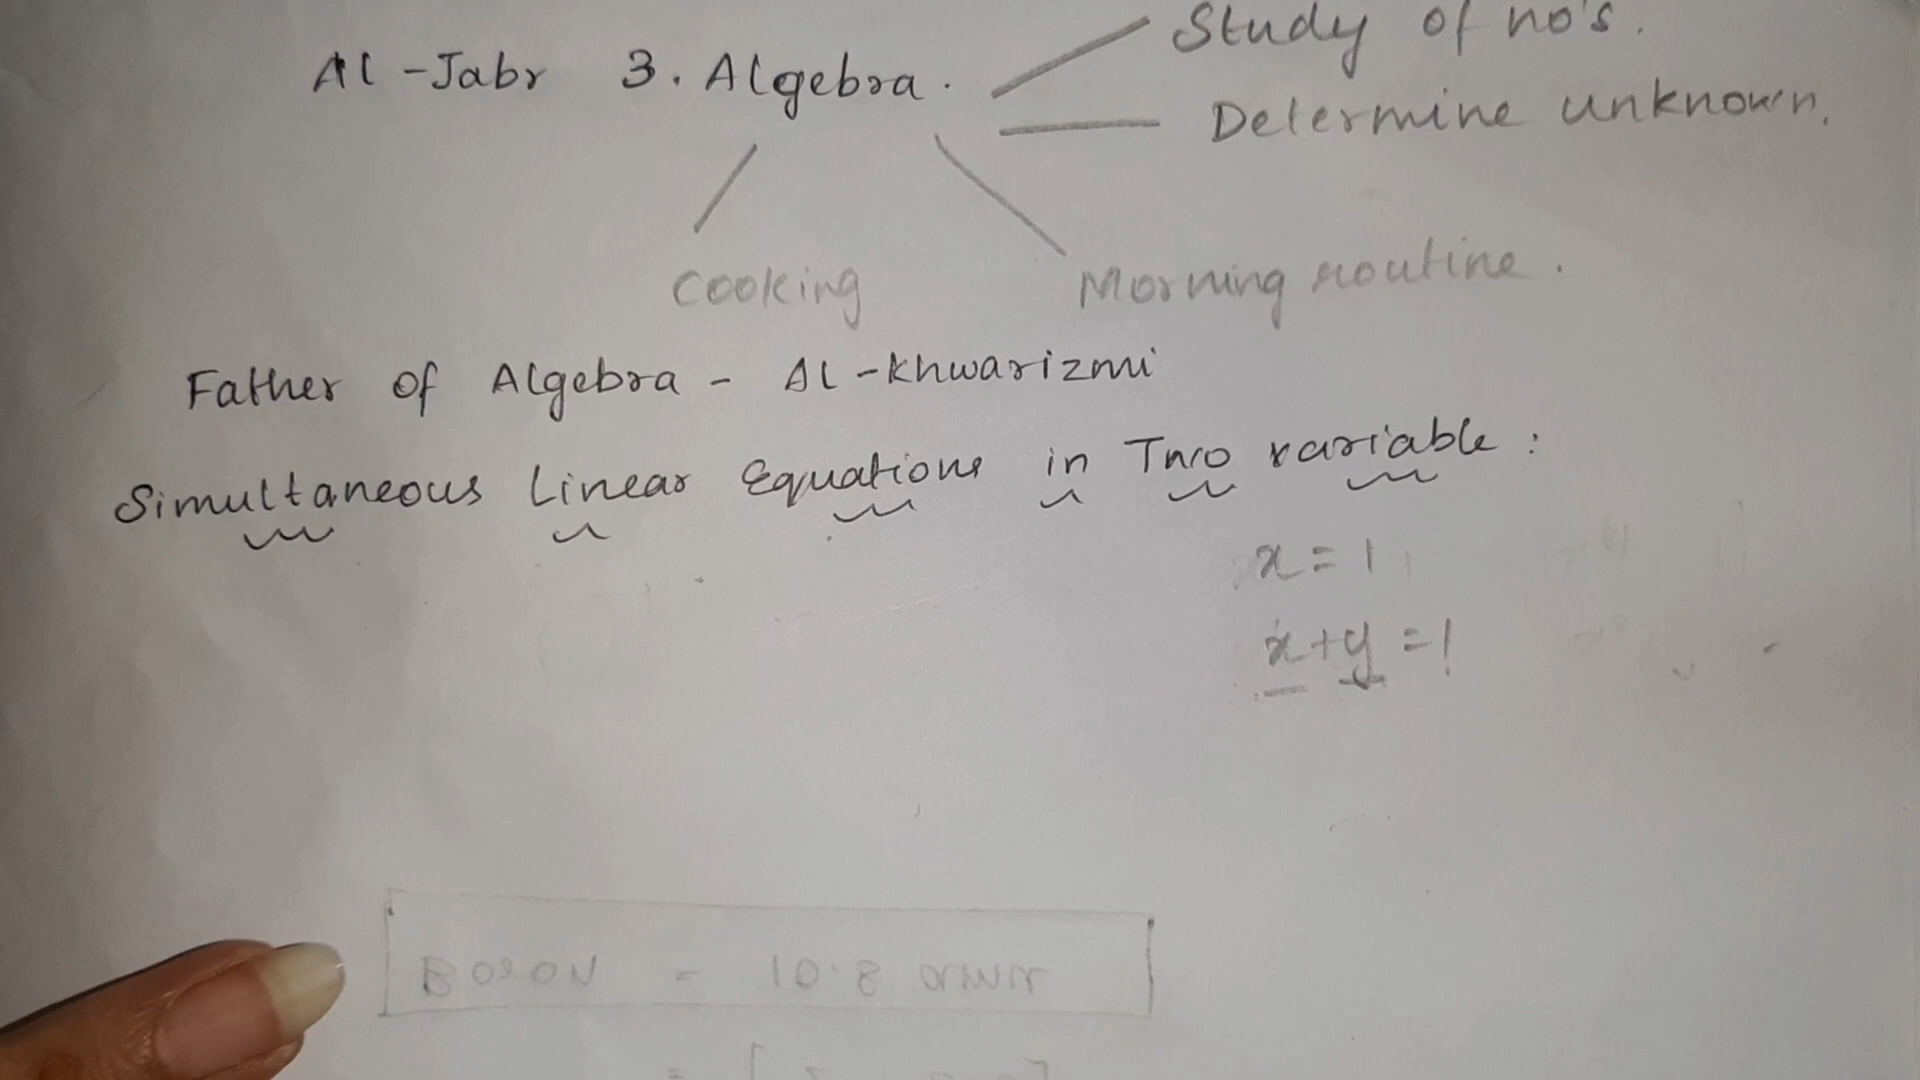 Study of no's.
Al-Jabr 3. Algebra.
Determine unknown.
Cooking
Morning routine.
Father of Algebra - Al-khwarizmi
Simultaneous Linear Equations in Two variable :
x = 1
x+y = 1